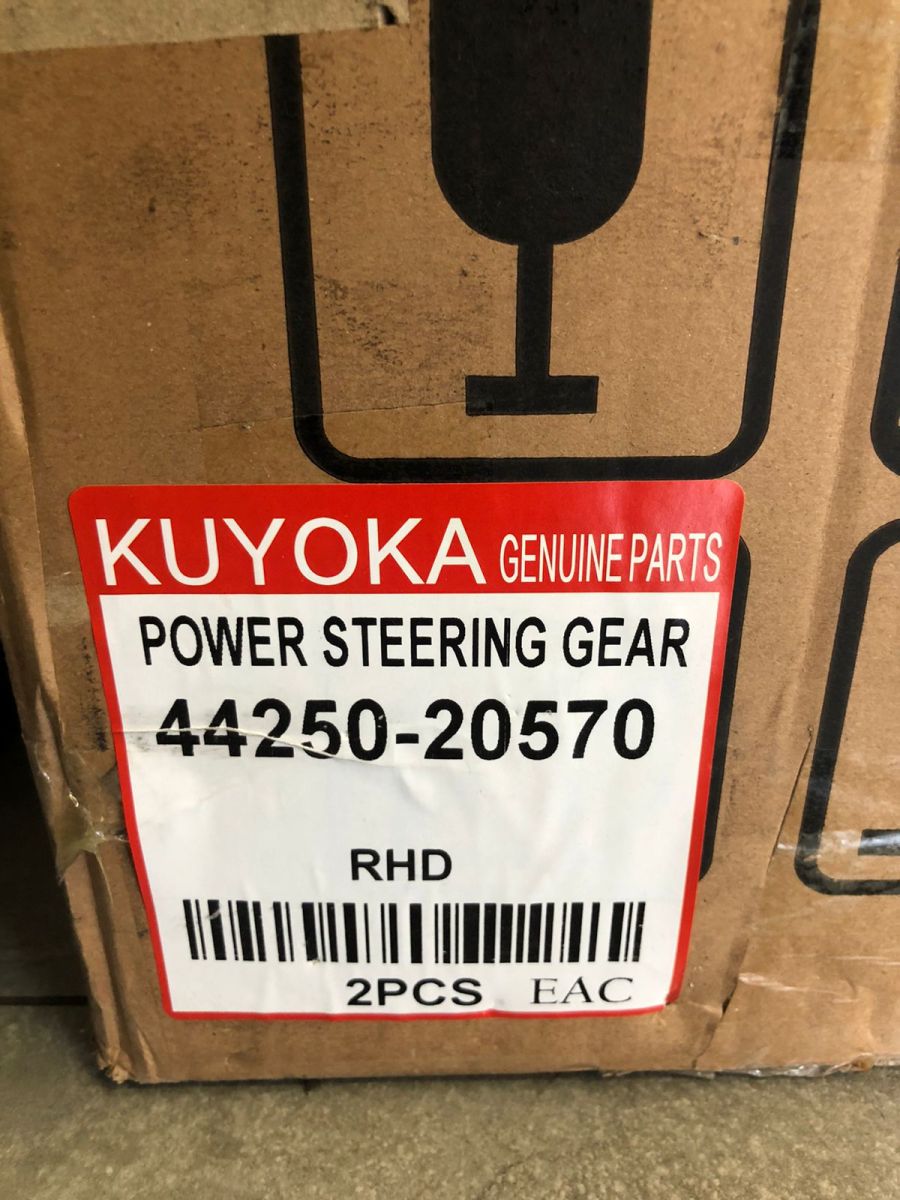 KUYOKA GENUINE PARTS
POWER STEERING GEAR
44250-20570
RHD
2PCS EAC